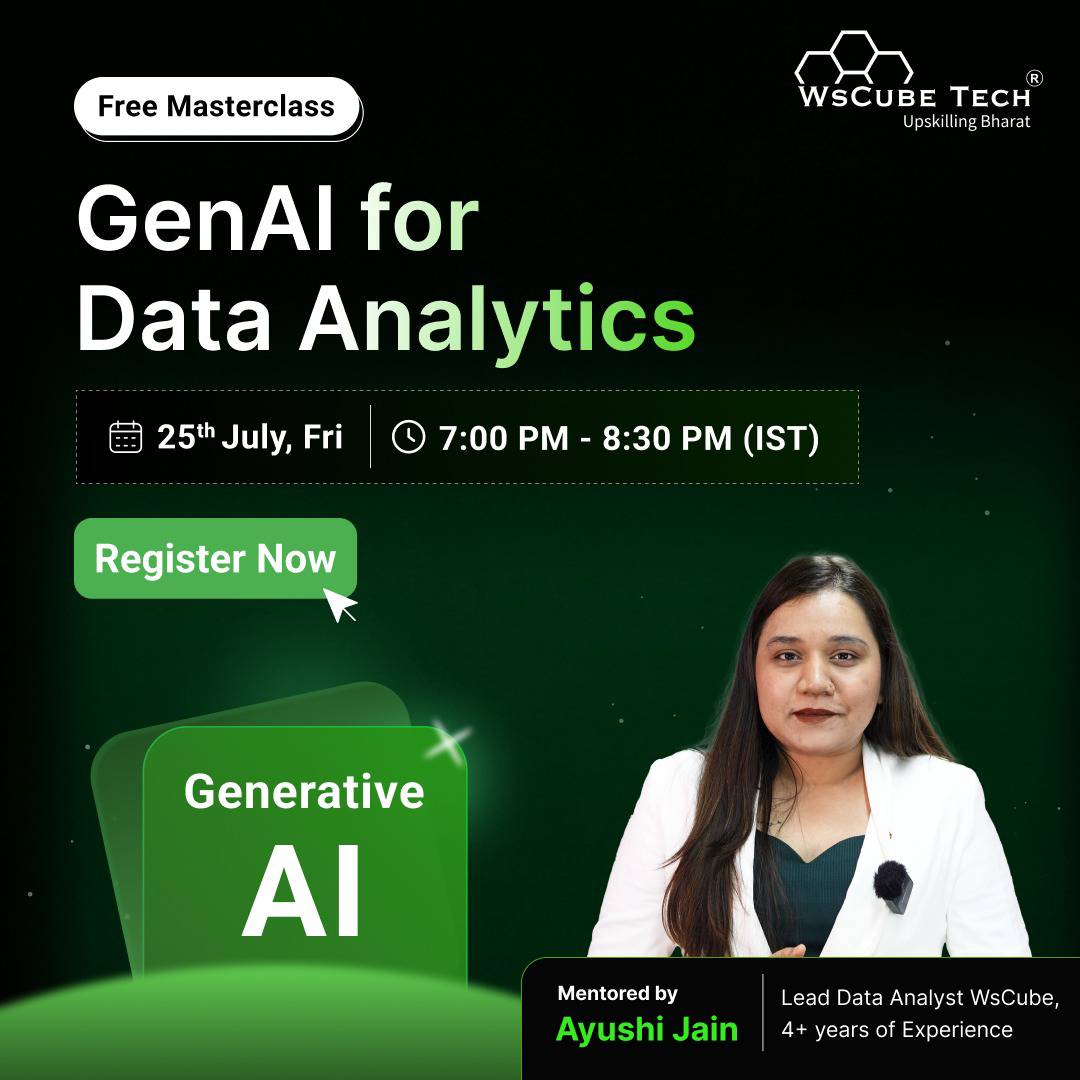 WsCube Tech®
Upskilling Bharat
Free Masterclass
GenAI for
Data Analytics
25th July, Fri
7:00 PM - 8:30 PM (IST)
Register Now
Generative
AI
Mentored by
Ayushi Jain
Lead Data Analyst WsCube,
4+ years of Experience